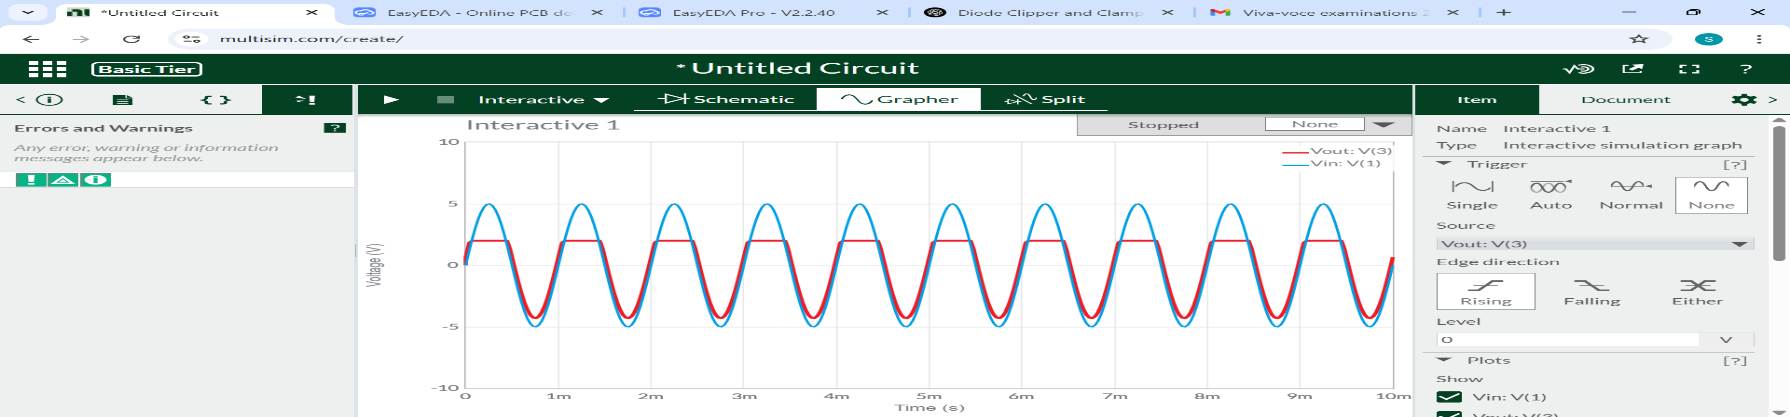 *Untitled Circuit
EasyEDA - Online PCB de
EasyEDA Pro - V2.2.40
Diode Clipper and Clamp
Viva-voce examinations 2
multisim.com/create/
S
Basic Tier
*Untitled Circuit
?
Interactive
Schematic
Grapher
Split
Item
Document
Errors and Warnings
?
Any error, warning or information
messages appear below.
Interactive 1
Stopped
None
Vout: V(3)
Vin: V(1)
10
5
0
-5
-10
Voltage (V)
0 1m 2m 3m 4m 5m 6m 7m 8m 9m 10m
Time (s)
Name Interactive 1
Type Interactive simulation graph
Trigger [?]
Single Auto Normal None
Source
Vout: V(3)
Edge direction
Rising Falling Either
Level
0 V
Plots [?]
Show
Vin: V(1)
Vout: V(3)